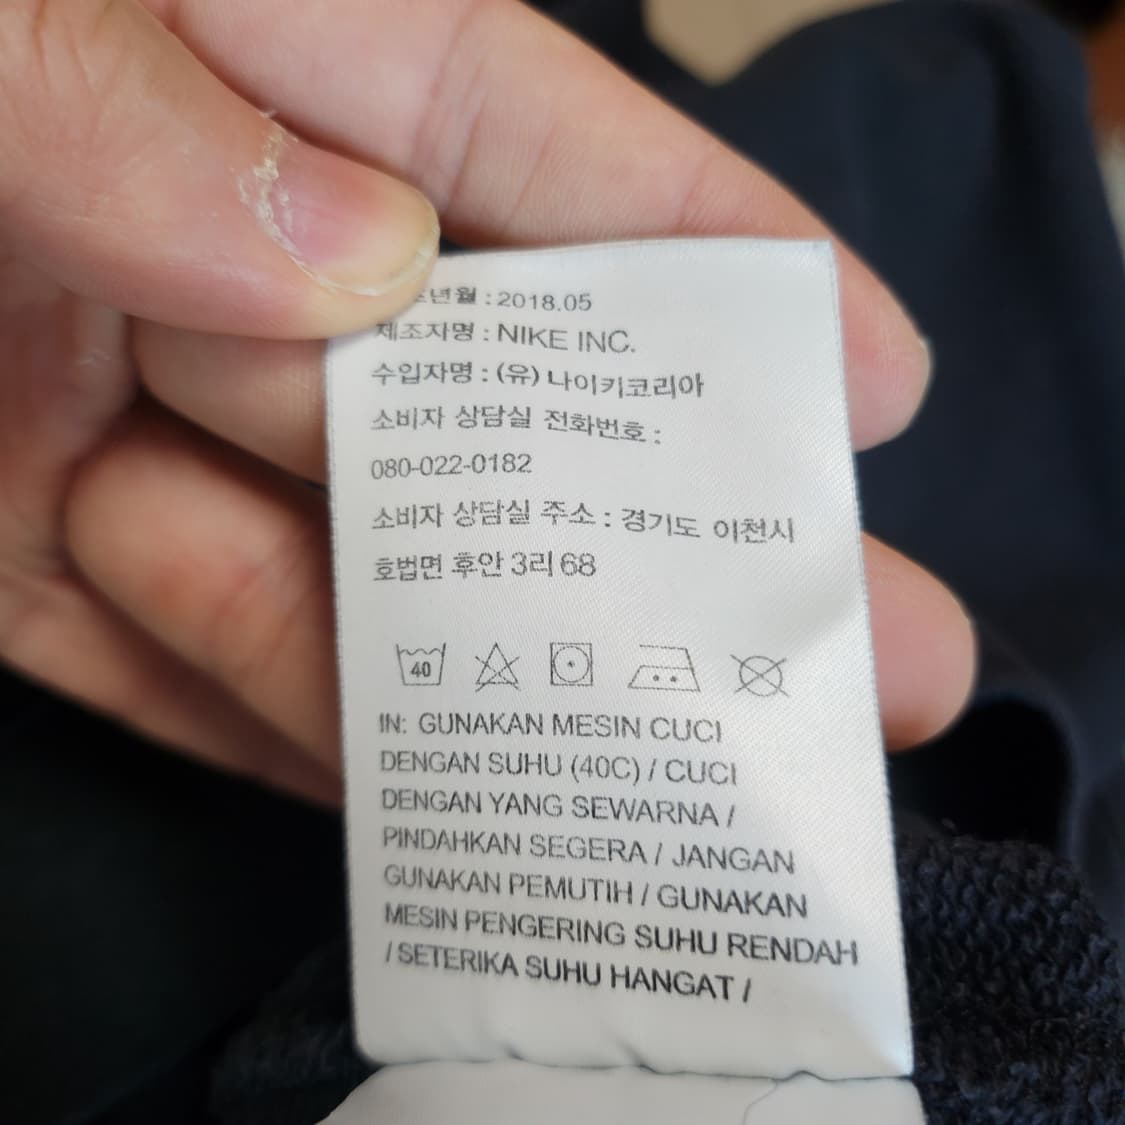 년월 : 2018.05
제조자명 : NIKE INC.
수입자명 : (유) 나이키코리아
소비자 상담실 전화번호 :
080-022-0182
소비자 상담실 주소 : 경기도 이천시
호법면 후안 3리 68
40
IN: GUNAKAN MESIN CUCI
DENGAN SUHU (40C) / CUCI
DENGAN YANG SEWARNA /
PINDAHKAN SEGERA / JANGAN
GUNAKAN PEMUTIH / GUNAKAN
MESIN PENGERING SUHU RENDAH
/ SETERIKA SUHU HANGAT /